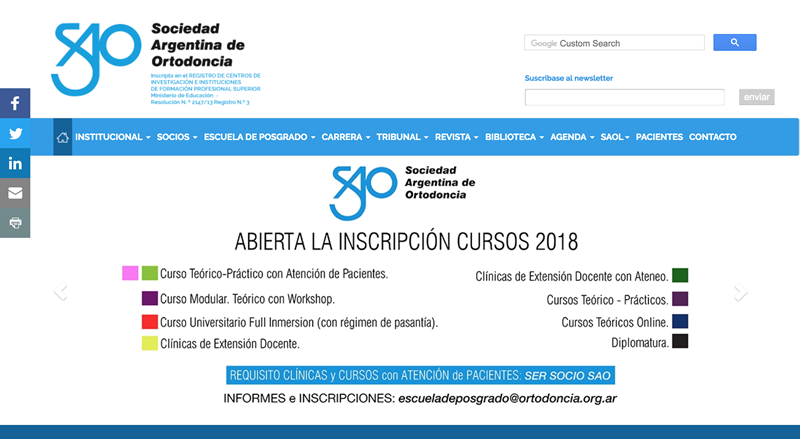 SAO
Sociedad
Argentina de
Ortodoncia
Inscripta en el REGISTRO DE CENTROS DE
INVESTIGACIÓN E INSTITUCIONES
DE FORMACIÓN PROFESIONAL SUPERIOR
Ministerio de Educación -
Resolución N. º 2147/13 Registro N.º 3
Google Custom Search
Suscribase al newsletter
enviar
INSTITUCIONAL SOCIOS ESCUELA DE POSGRADO CARRERA TRIBUNAL REVISTA BIBLIOTECA AGENDA SAOL PACIENTES CONTACTO
SAO
Sociedad
Argentina de
Ortodoncia
ABIERTA LA INSCRIPCIÓN CURSOS 2018
Curso Teórico-Práctico con Atención de Pacientes.
Curso Modular. Teórico con Workshop.
Curso Universitario Full Inmersion (con régimen de pasantía).
Clínicas de Extensión Docente.
Clínicas de Extensión Docente con Ateneo.
Cursos Teórico - Prácticos.
Cursos Teóricos Online.
Diplomatura.
REQUISITO CLÍNICAS y CURSOS con ATENCIÓN de PACIENTES: SER SOCIO SAO
INFORMES e INSCRIPCIONES: escueladeposgrado@ortodoncia.org.ar